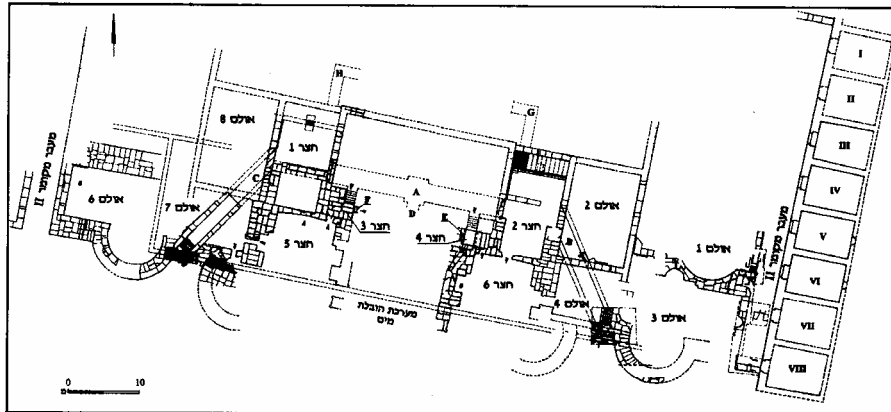 I
II
III
IV
V
VI
VII
VIII
מעבר מקומר II
מעבר מקומר II
H
G
אולם 8
חצר 1
C
אולם 6
אולם 7
A
D
F
E
חצר 3
חצר 4
חצר 2
אולם 2
B
אולם 1
חצר 5
חצר 6
אולם 4
אולם 3
מערכת הובלת
מים
0 10